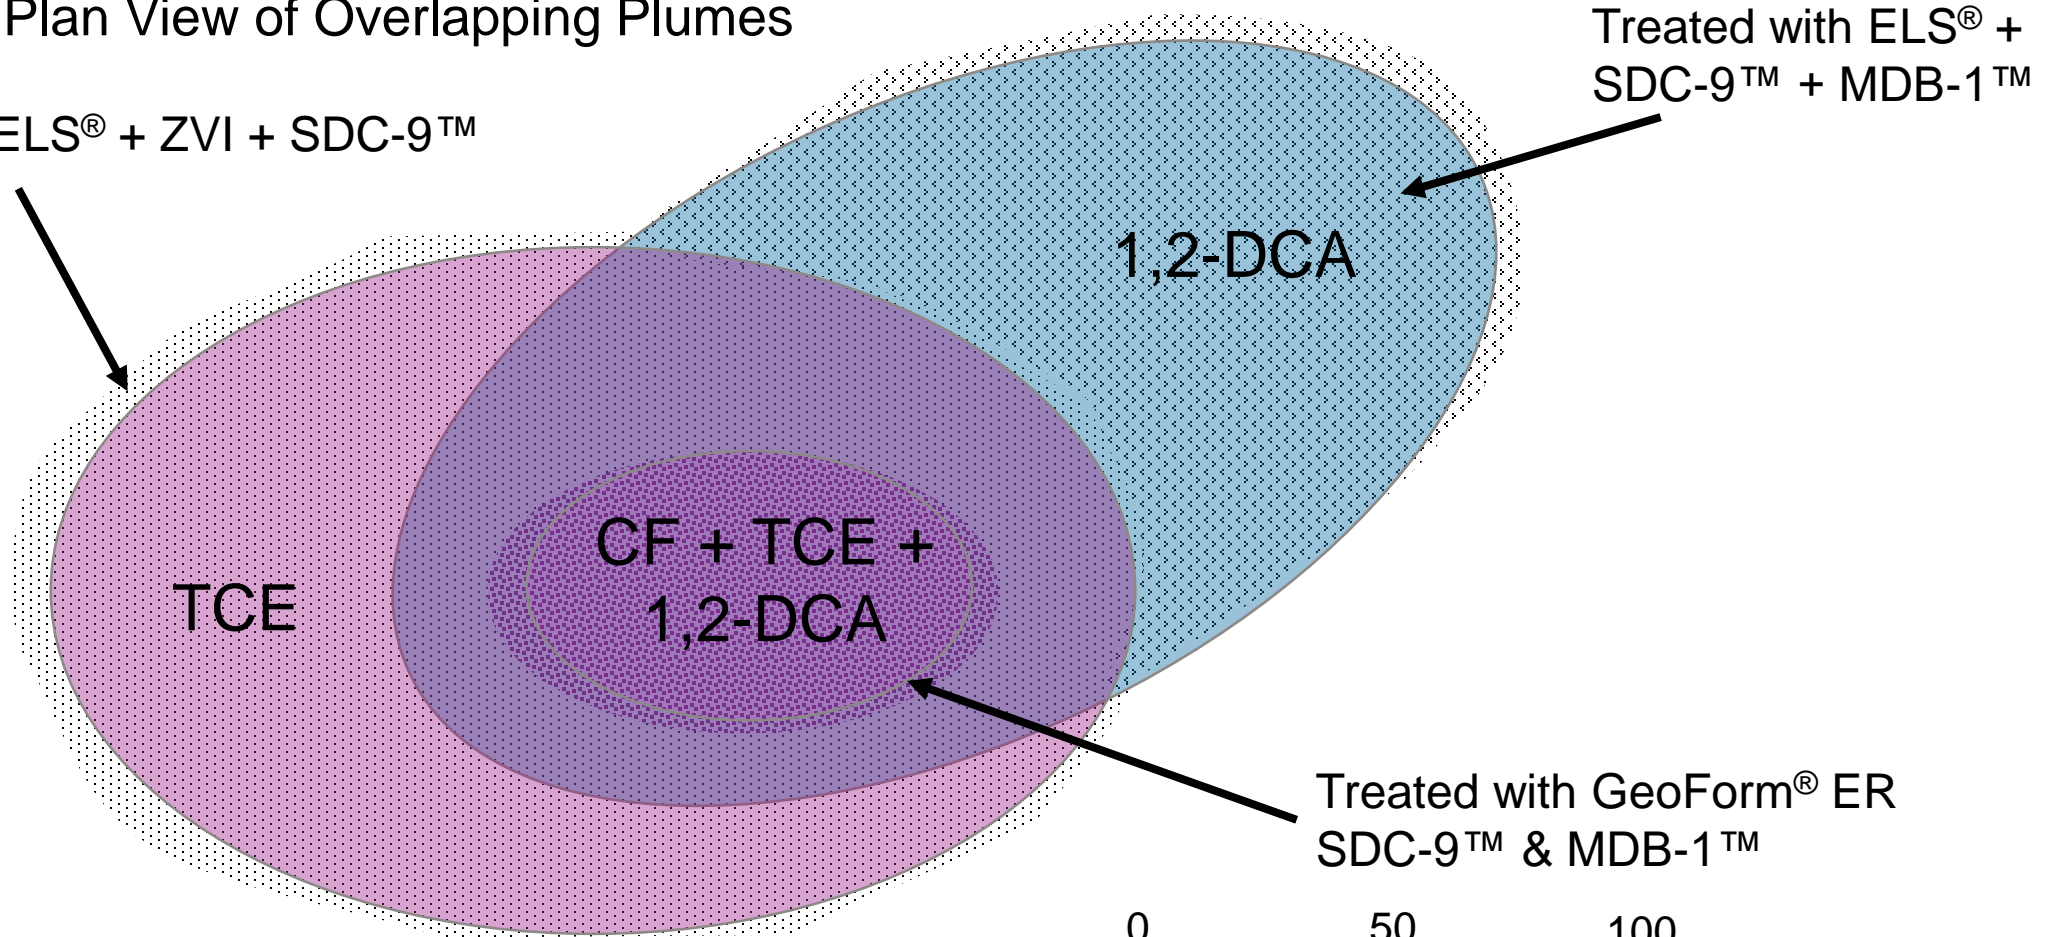 Plan View of Overlapping Plumes
Treated with ELS® +
SDC-9™ + MDB-1™
ELS® + ZVI + SDC-9™
1,2-DCA
CF + TCE +
1,2-DCA
TCE
Treated with GeoForm® ER
SDC-9™ & MDB-1™
0 50 100